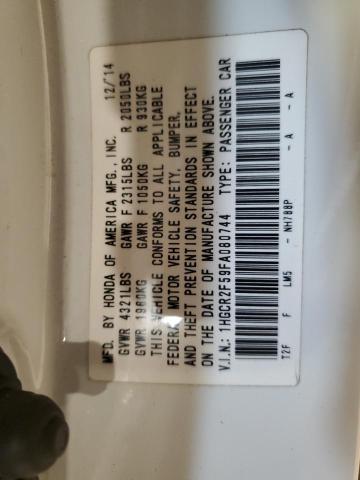 MFD. BY HONDA OF AMERICA MFG., INC. 12/14
GVWR 4321LBS GAWR F 2315LBS R 2050LBS
GVWR 1960KG GAWR F 1050KG R 930KG
THIS VEHICLE CONFORMS TO ALL APPLICABLE
FEDERAL MOTOR VEHICLE SAFETY, BUMPER,
AND THEFT PREVENTION STANDARDS IN EFFECT
ON THE DATE OF MANUFACTURE SHOWN ABOVE.
V.I.N.: 1HGCR2F59FA080744 TYPE: PASSENGER CAR
T2F F LM5 - NH788P - A - A